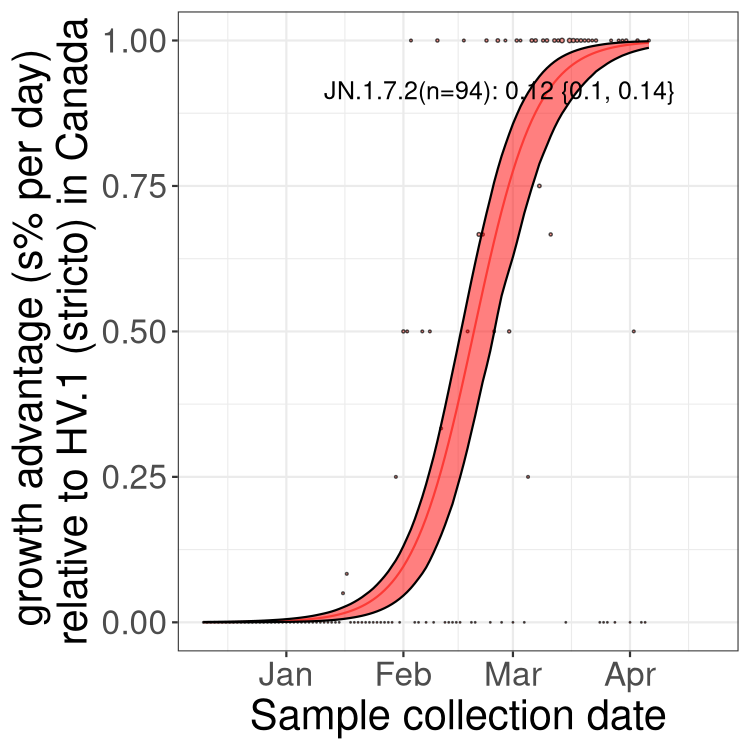 growth advantage (s% per day)
relative to HV.1 (stricto) in Canada
1.00
0.75
0.50
0.25
0.00
JN.1.7.2(n=94): 0.12 {0.1, 0.14}
Jan Feb Mar Apr
Sample collection date